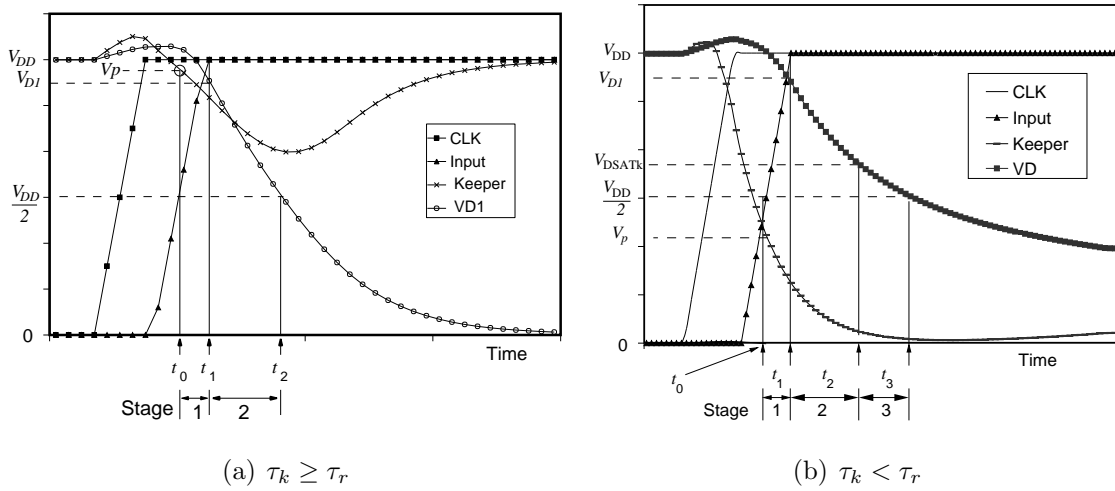 V_DD
V_p
V_D1
V_DD
2
0
CLK
Input
Keeper
VD1
Time
t_0 t_1 t_2
Stage 1 2
(a) τ_k ≥ τ_r
V_DD
V_D1
V_DSATk
V_DD
2
V_p
0
CLK
Input
Keeper
VD
Time
t_0 t_1 t_2 t_3
Stage 1 2 3
(b) τ_k < τ_r